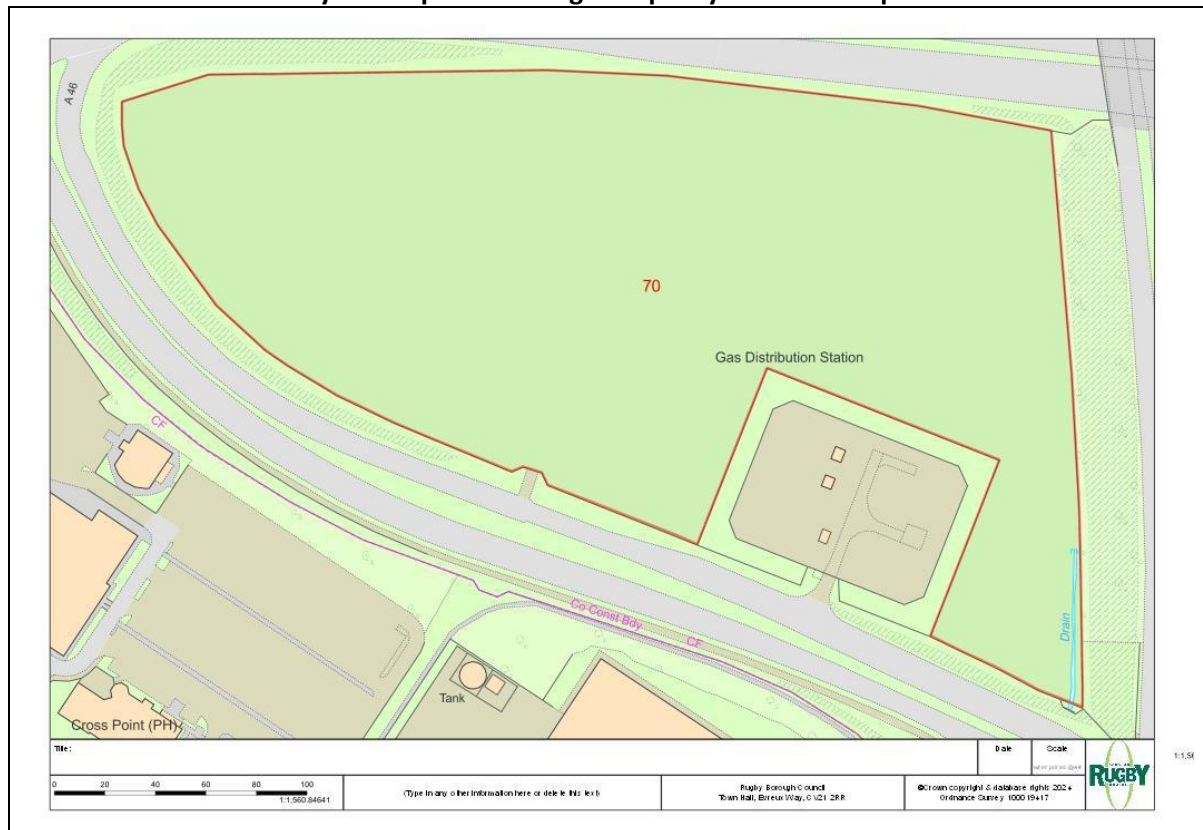 A 46
70
Gas Distribution Station
CF
Co Const Bdy
CF
Drain
Tank
Cross Point (PH)
Title:
Date
Scale
0 20 40 60 80 100
1:1,560.84641
(Type in any other information here or delete this text)
Rugby Borough Council
Town Hall, Evreux Way, CV21 2RR
©Crown copyright & database rights 2024
Ordnance Survey 100019417
RUGBY